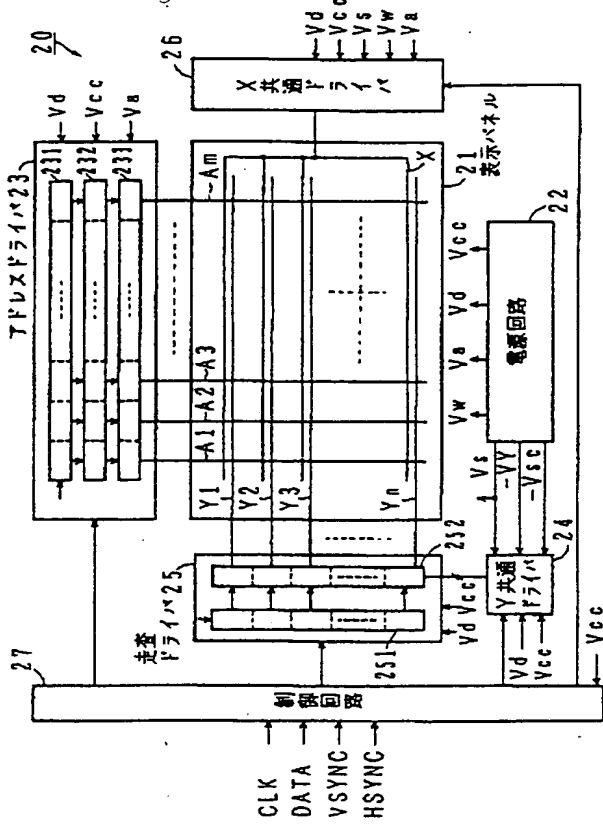 20
アドレスドライバ 23
231
232
233
Vd
Vcc
Va
26
X共通ドライバ
Vd
Vcc
Vs
Vw
Va
A1
A2
A3
Am
Y1
Y2
Y3
Yn
X
21
表示パネル
走査
ドライバ 25
251
252
Vd
Vcc
24
Y共通
ドライバ
Vd
Vcc
Vs
-VY
-Vsc
22
電源回路
Vw
Va
Vd
Vcc
27
制御回路
CLK
DATA
VSYNC
HSYNC
Vcc